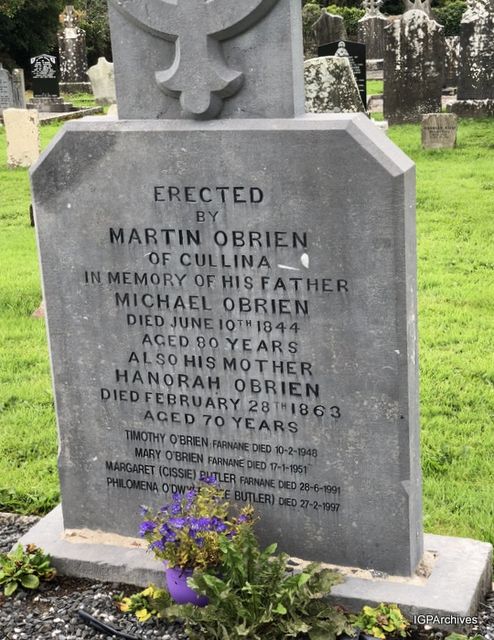 ERECTED
BY
MARTIN OBRIEN
OF CULLINA
IN MEMORY OF HIS FATHER
MICHAEL OBRIEN
DIED JUNE 10TH 1844
AGED 80 YEARS
ALSO HIS MOTHER
HANORAH OBRIEN
DIED FEBRUARY 28TH 1863
AGED 70 YEARS
TIMOTHY O'BRIEN FARNANE DIED 10-2-1948
MARY O'BRIEN FARNANE DIED 17-1-1951
MARGARET (CISSIE) BUTLER FARNANE DIED 28-6-1991
PHILOMENA BUTLER) DIED 27-2-1997
IGPArchives